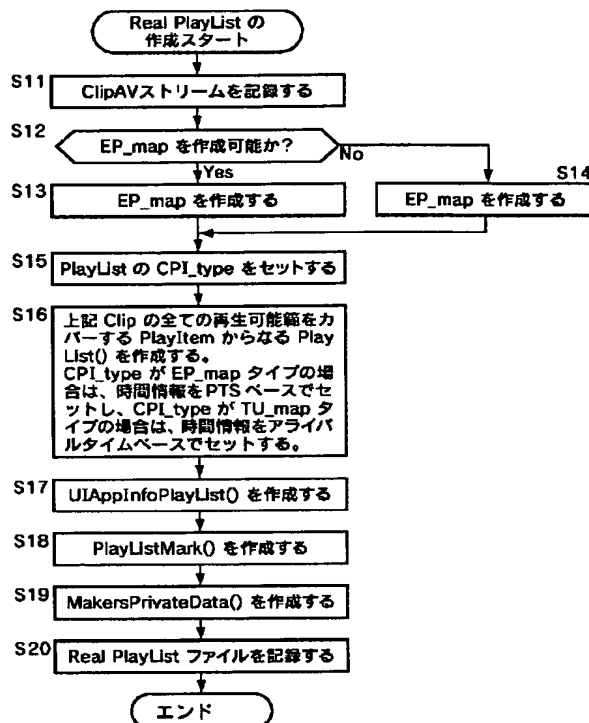 Real PlayList の
作成スタート
S11
ClipAVストリームを記録する
S12
EP_map を作成可能か？
No
Yes
S13
EP_map を作成する
S14
EP_map を作成する
S15
PlayList の CPI_type をセットする
S16
上記 Clip の全ての再生可能範をカ
バーする PlayItem からなる Play
List() を作成する。
CPI_type が EP_map タイプの場
合は、時間情報をPTS ベースでセ
ットし、CPI_type が TU_map タ
イプの場合は、時間情報をアライバ
ルタイムベースでセットする。
S17
UIAppInfoPlayList() を作成する
S18
PlayListMark() を作成する
S19
MakersPrivateData() を作成する
S20
Real PlayList ファイルを記録する
エンド